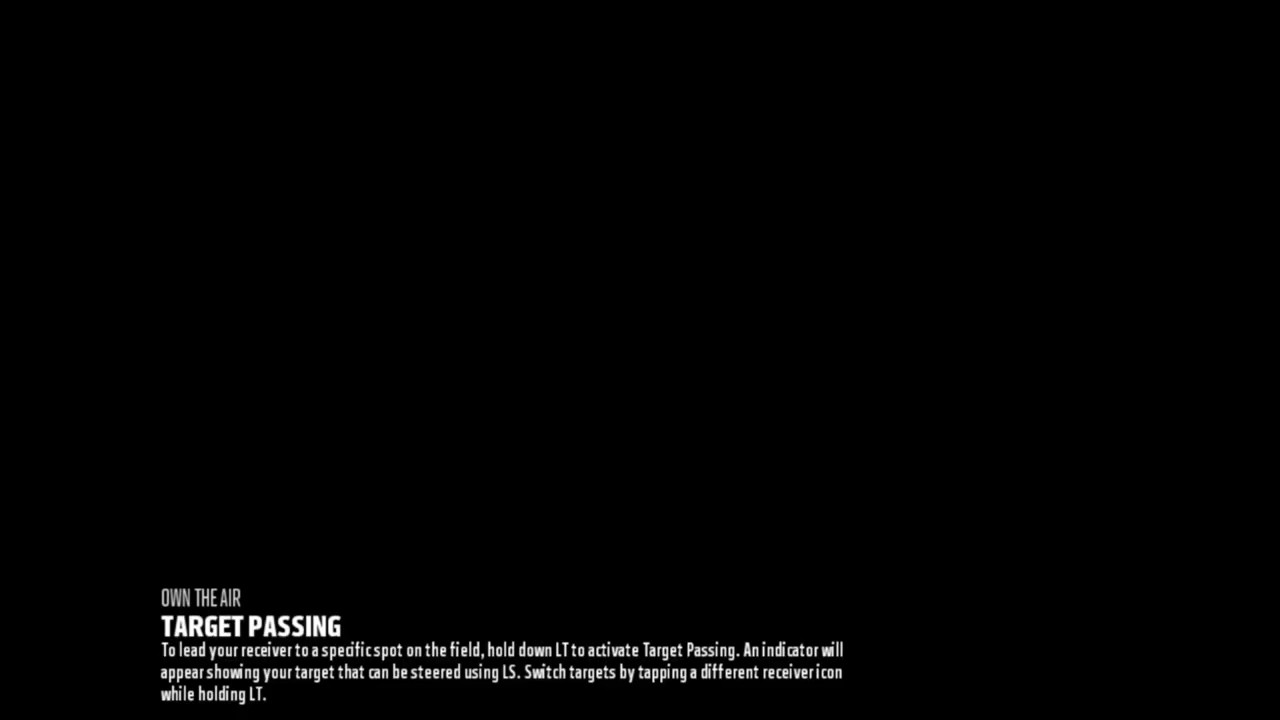 OWN THE AIR
TARGET PASSING
To lead your receiver to a specific spot on the field, hold down LT to activate Target Passing. An indicator will
appear showing your target that can be steered using LS. Switch targets by tapping a different receiver icon
while holding LT.